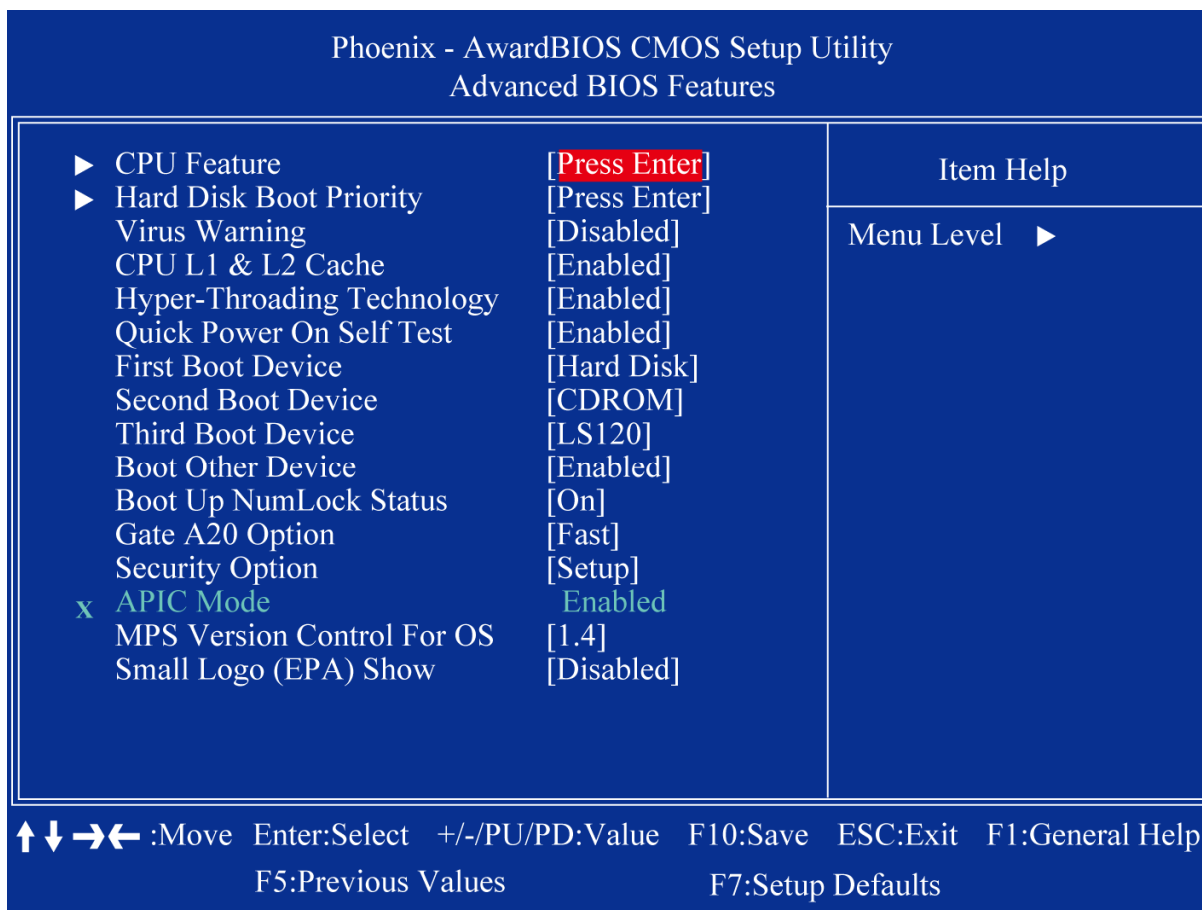 Phoenix - AwardBIOS CMOS Setup Utility
Advanced BIOS Features
▶ CPU Feature [Press Enter]
▶ Hard Disk Boot Priority [Press Enter]
Virus Warning [Disabled]
CPU L1 & L2 Cache [Enabled]
Hyper-Throading Technology [Enabled]
Quick Power On Self Test [Enabled]
First Boot Device [Hard Disk]
Second Boot Device [CDROM]
Third Boot Device [LS120]
Boot Other Device [Enabled]
Boot Up NumLock Status [On]
Gate A20 Option [Fast]
Security Option [Setup]
x APIC Mode Enabled
MPS Version Control For OS [1.4]
Small Logo (EPA) Show [Disabled]
Item Help
Menu Level ▶
↑↓→← :Move Enter:Select +/-/PU/PD:Value F10:Save ESC:Exit F1:General Help
F5:Previous Values F7:Setup Defaults